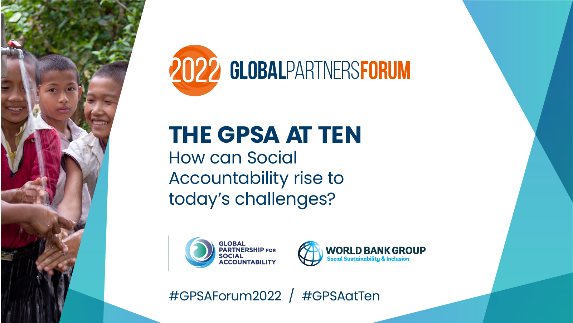 2022 GLOBALPARTNERSFORUM
THE GPSA AT TEN
How can Social
Accountability rise to
today's challenges?
GLOBAL
PARTNERSHIP FOR
SOCIAL
ACCOUNTABILITY
WORLD BANK GROUP
Social Sustainability & Inclusion
#GPSAForum2022 / #GPSAatTen